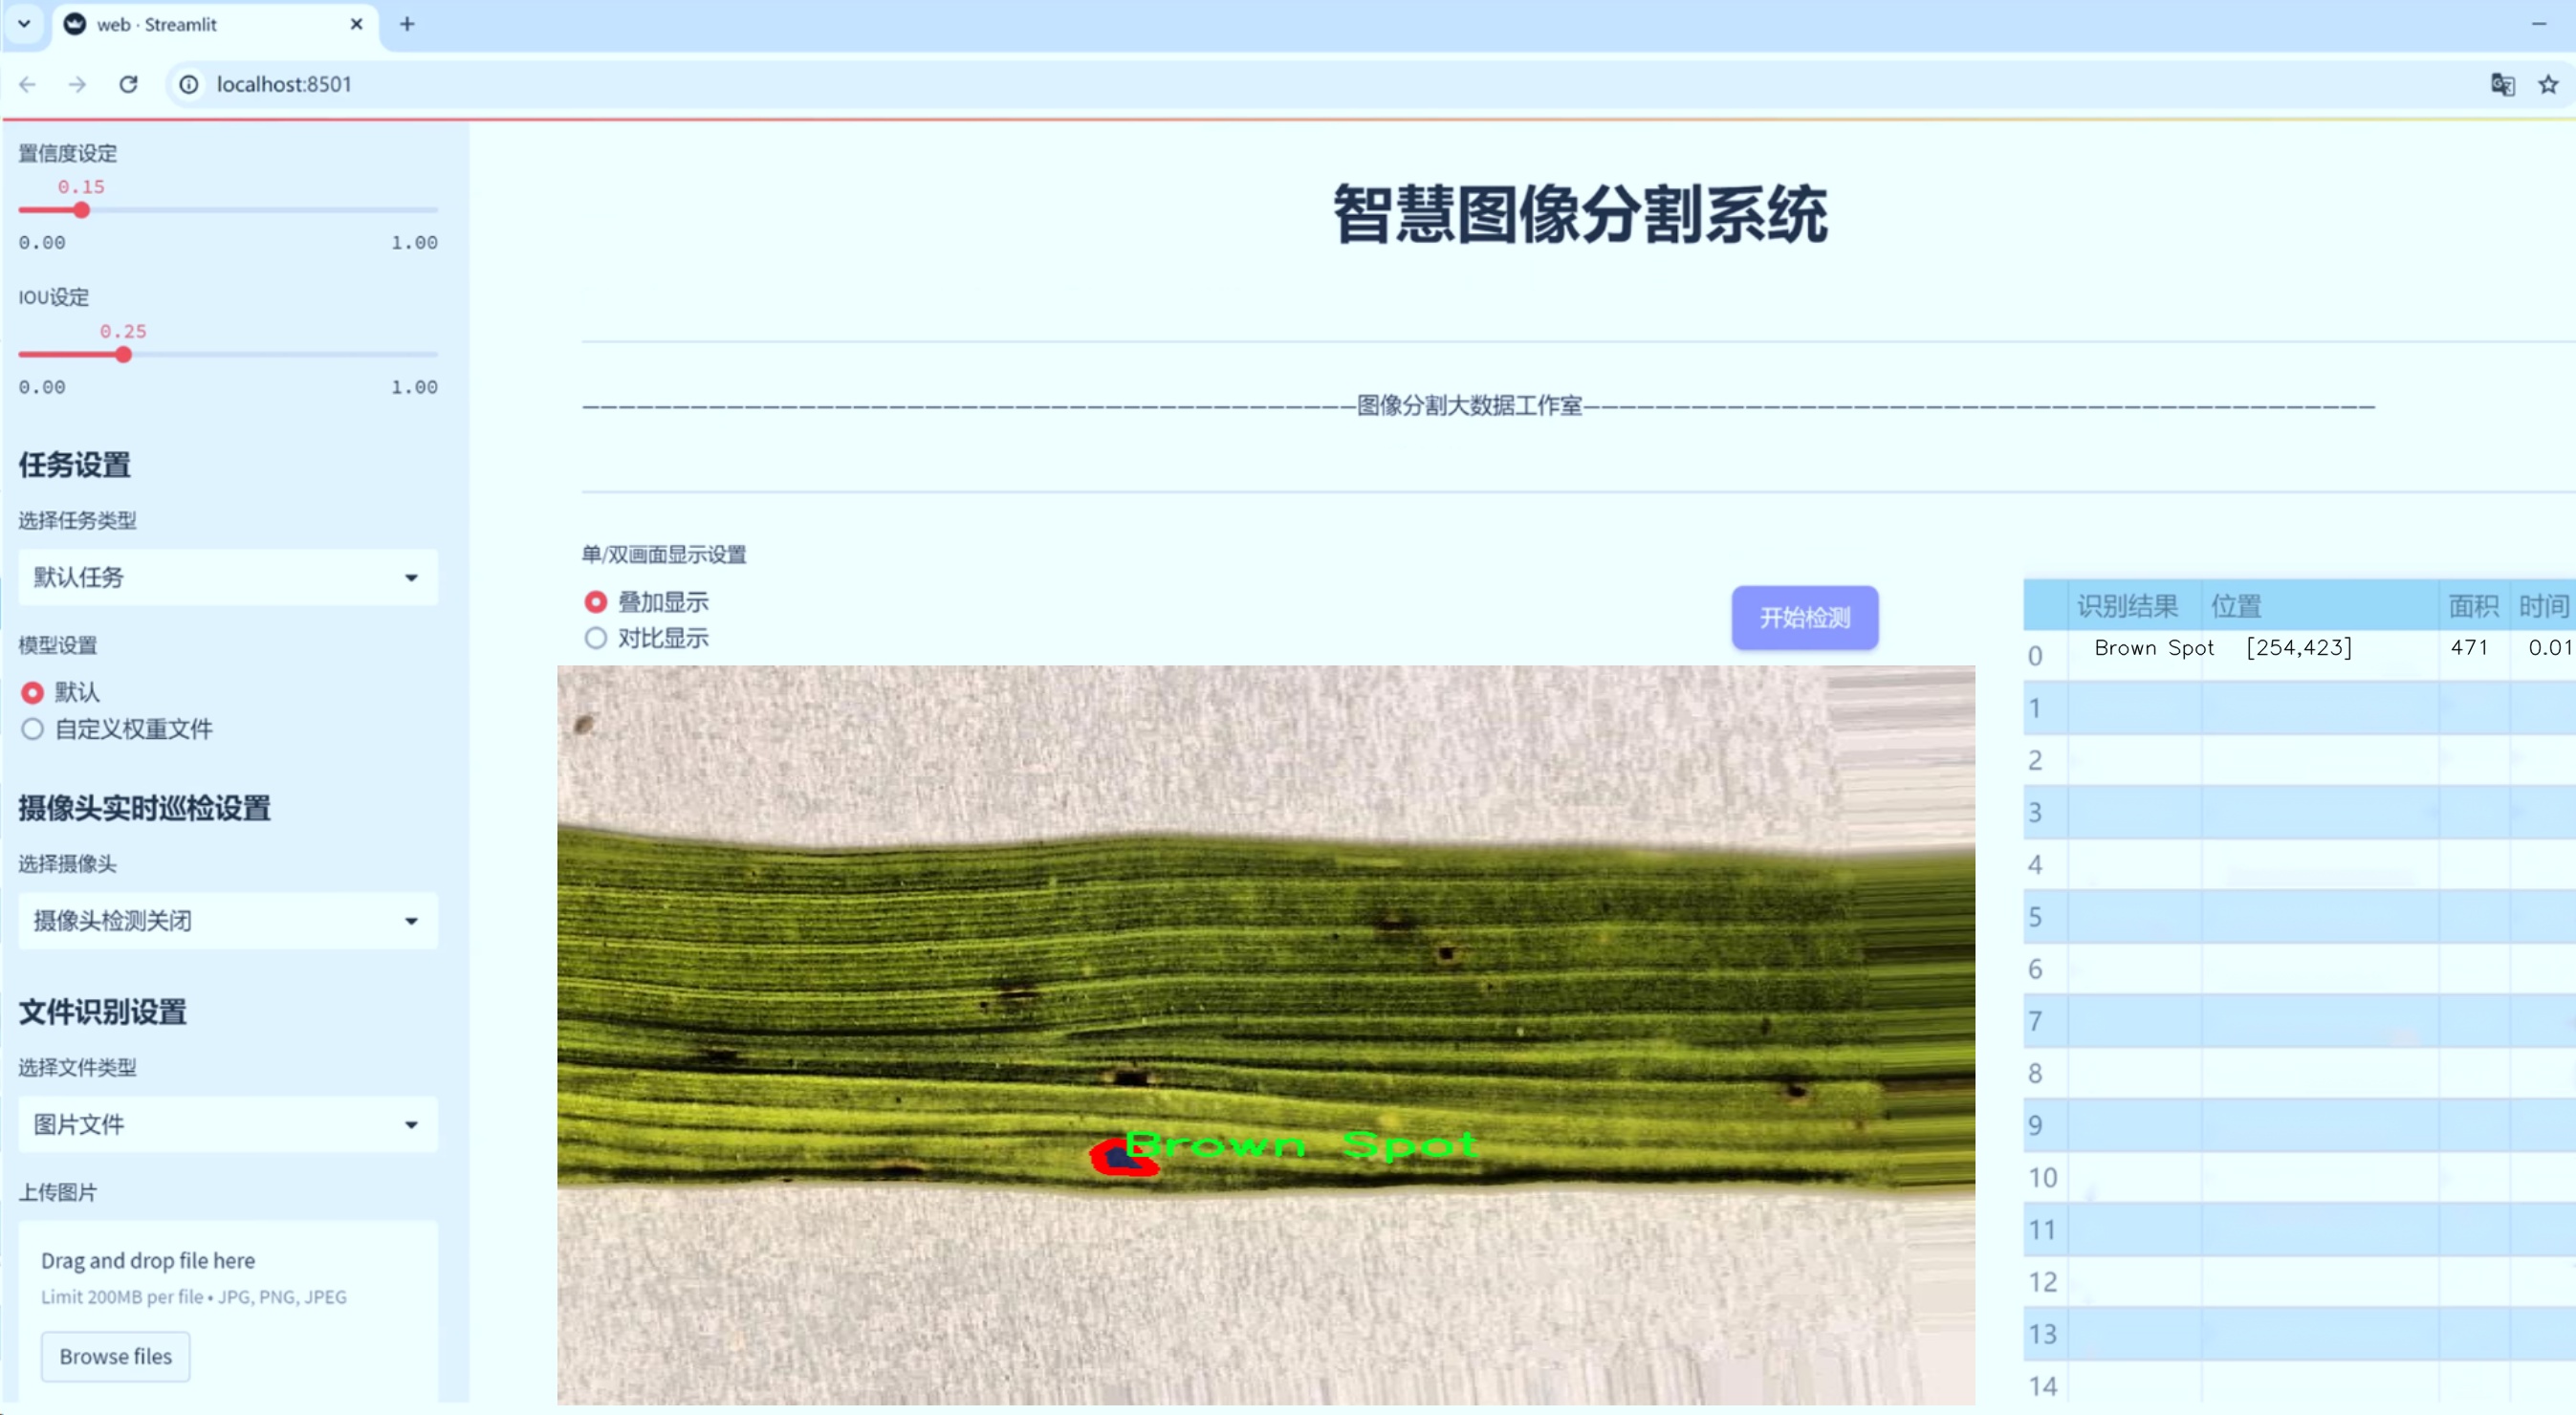 web · Streamlit
localhost:8501
置信度设定
0.15
0.00 1.00
IOU设定
0.25
0.00 1.00
任务设置
选择任务类型
默认任务
模型设置
默认
自定义权重文件
摄像头实时巡检设置
选择摄像头
摄像头检测关闭
文件识别设置
选择文件类型
图片文件
上传图片
Drag and drop file here
Limit 200MB per file • JPG, PNG, JPEG
Browse files
智慧图像分割系统
———————————————————————————————————————————图像分割大数据工作室————————————————————————————————————————————
单/双画面显示设置
叠加显示
对比显示
开始检测
Brown Spot
识别结果 位置 面积 时间
0 Brown Spot [254,423] 471 0.01
1
2
3
4
5
6
7
8
9
10
11
12
13
14